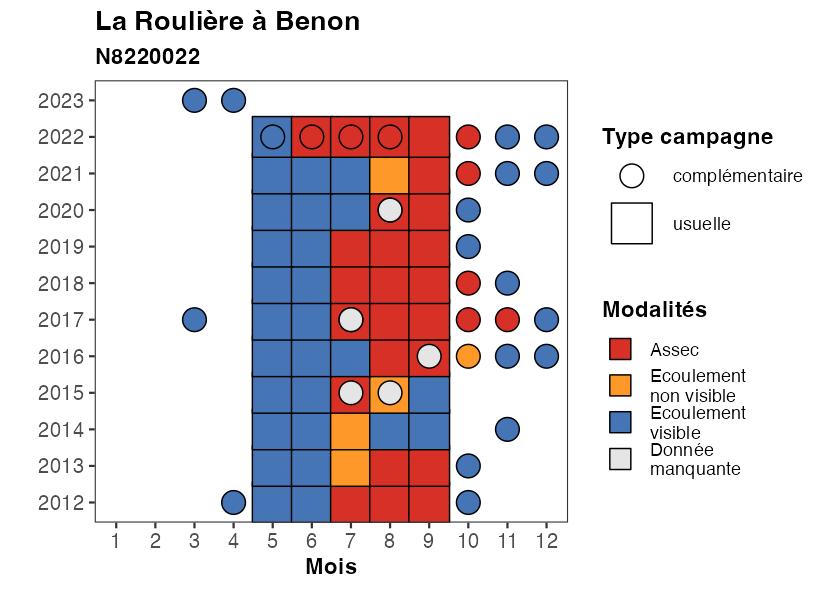 La Roulière à Benon
N8220022
2023
2022
2021
2020
2019
2018
2017
2016
2015
2014
2013
2012
1 2 3 4 5 6 7 8 9 10 11 12
Mois
Type campagne
complémentaire
usuelle
Modalités
Assec
Ecoulement
non visible
Ecoulement
visible
Donnée
manquante